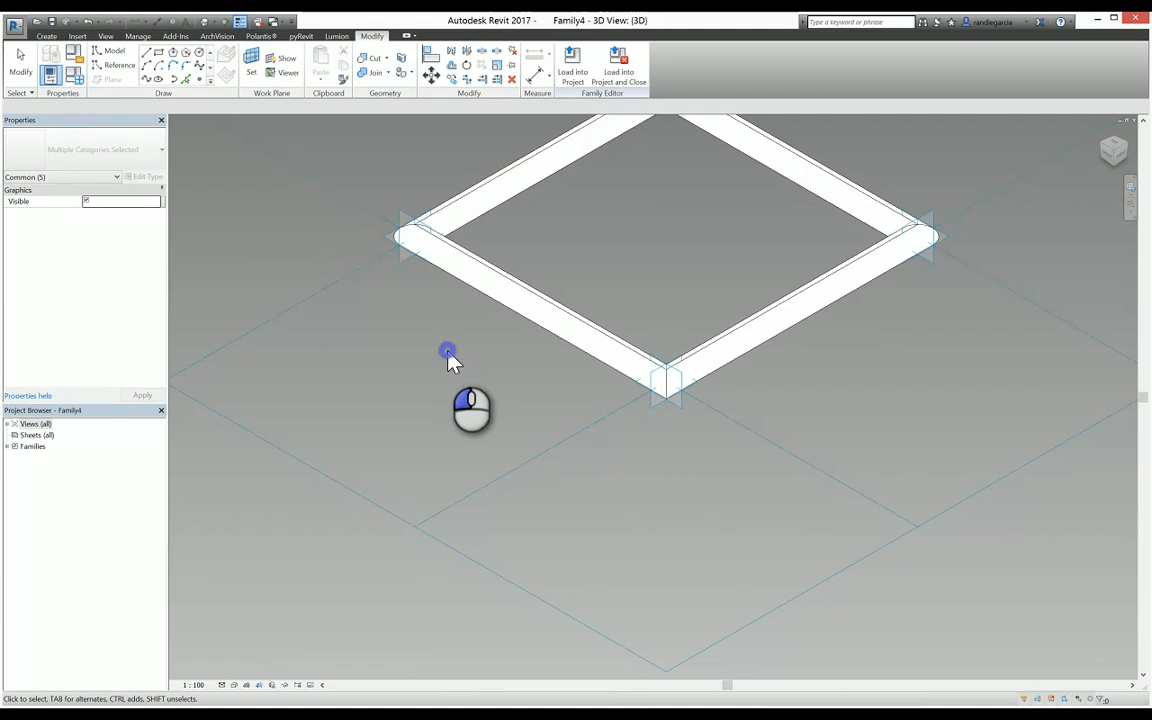 Autodesk Revit 2017 - Family4 - 3D View: {3D}
Type a keyword or phrase
randiegarcia
Create Insert View Manage Add-Ins ArchVision Polantis® pyRevit Lumion Modify
Modify
Model
Reference
Plane
Set
Show
Viewer
Paste
Cut
Join
Load into
Project
Load into
Project and Close
Select Properties Draw Work Plane Clipboard Geometry Modify Measure Family Editor
Properties
Multiple Categories Selected
Common (5)
Edit Type
Graphics
Visible
Properties help
Apply
Project Browser - Family4
Views (all)
Sheets (all)
Families
1 : 100
Click to select, TAB for alternates, CTRL adds, SHIFT unselects.
:0